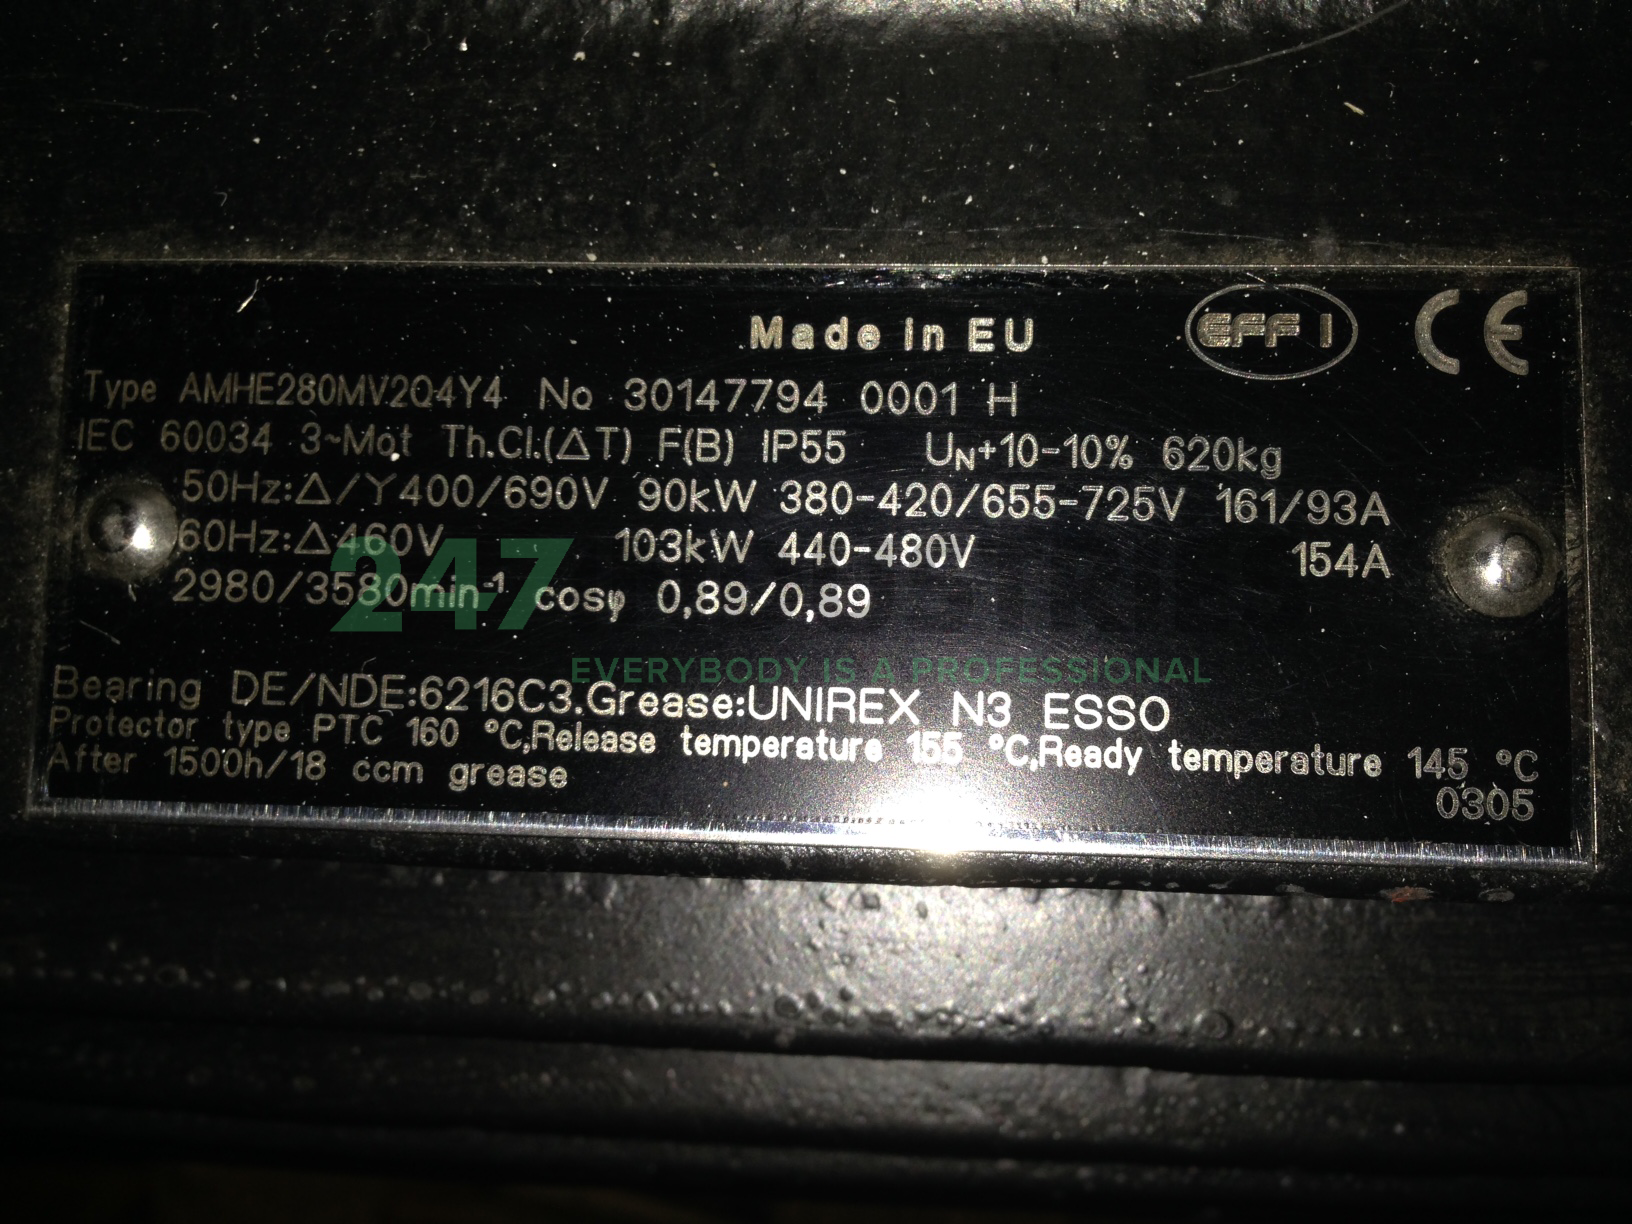 Made in EU EFF 1 CE
Type AMHE280MV2Q4Y4 No 30147794 0001 H
IEC 60034 3~Mot Th.Cl.(ΔT) F(B) IP55 UN+10-10% 620kg
50Hz:Δ/Y400/690V 90kW 380-420/655-725V 161/93A
60Hz:Δ460V 103kW 440-480V 154A
247
2980/3580min⁻¹ cosφ 0,89/0,89
EVERYBODY IS A PROFESSIONAL
Bearing DE/NDE:6216C3.Grease:UNIREX N3 ESSO
Protector type PTC 160 °C,Release temperature 155 °C,Ready temperature 145 °C
After 1500h/18 ccm grease
0305